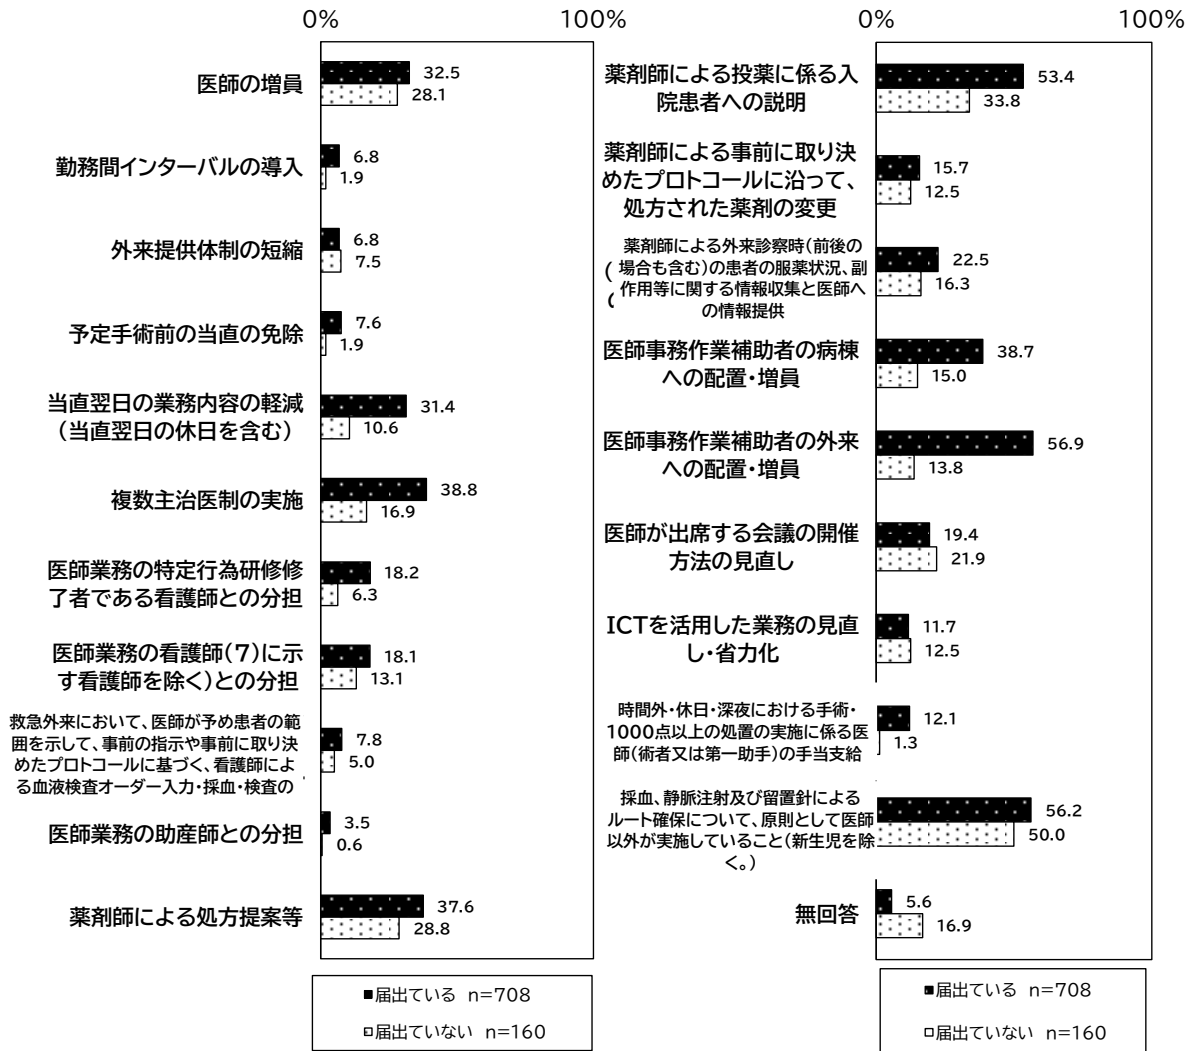 0%
100%
医師の増員
32.5
28.1
勤務間インターバルの導入
6.8
1.9
外来提供体制の短縮
6.8
7.5
予定手術前の当直の免除
7.6
1.9
当直翌日の業務内容の軽減
（当直翌日の休日を含む）
31.4
10.6
複数主治医制の実施
38.8
16.9
医師業務の特定行為研修修
了者である看護師との分担
18.2
6.3
医師業務の看護師(7)に示
す看護師を除く)との分担
18.1
13.1
救急外来において、医師が予め患者の範
囲を示して、事前の指示や事前に取り決
めたプロトコールに基づく、看護師によ
る血液検査オーダー入力・採血・検査の
7.8
5.0
医師業務の助産師との分担
3.5
0.6
薬剤師による処方提案等
37.6
28.8
■届出ている n=708
□届出ていない n=160
0%
100%
薬剤師による投薬に係る入
院患者への説明
53.4
33.8
薬剤師による事前に取り決
めたプロトコールに沿って、
処方された薬剤の変更
15.7
12.5
薬剤師による外来診察時(前後の
場合も含む)の患者の服薬状況、副
作用等に関する情報収集と医師へ
の情報提供
22.5
16.3
医師事務作業補助者の病棟
への配置・増員
38.7
15.0
医師事務作業補助者の外来
への配置・増員
56.9
13.8
医師が出席する会議の開催
方法の見直し
19.4
21.9
ICTを活用した業務の見直
し・省力化
11.7
12.5
時間外・休日・深夜における手術・
1000点以上の処置の実施に係る医
師(術者又は第一助手)の手当支給
12.1
1.3
採血、静脈注射及び留置針による
ルート確保について、原則として医師
以外が実施していること(新生児を除
く。)
56.2
50.0
無回答
5.6
16.9
■届出ている n=708
□届出ていない n=160